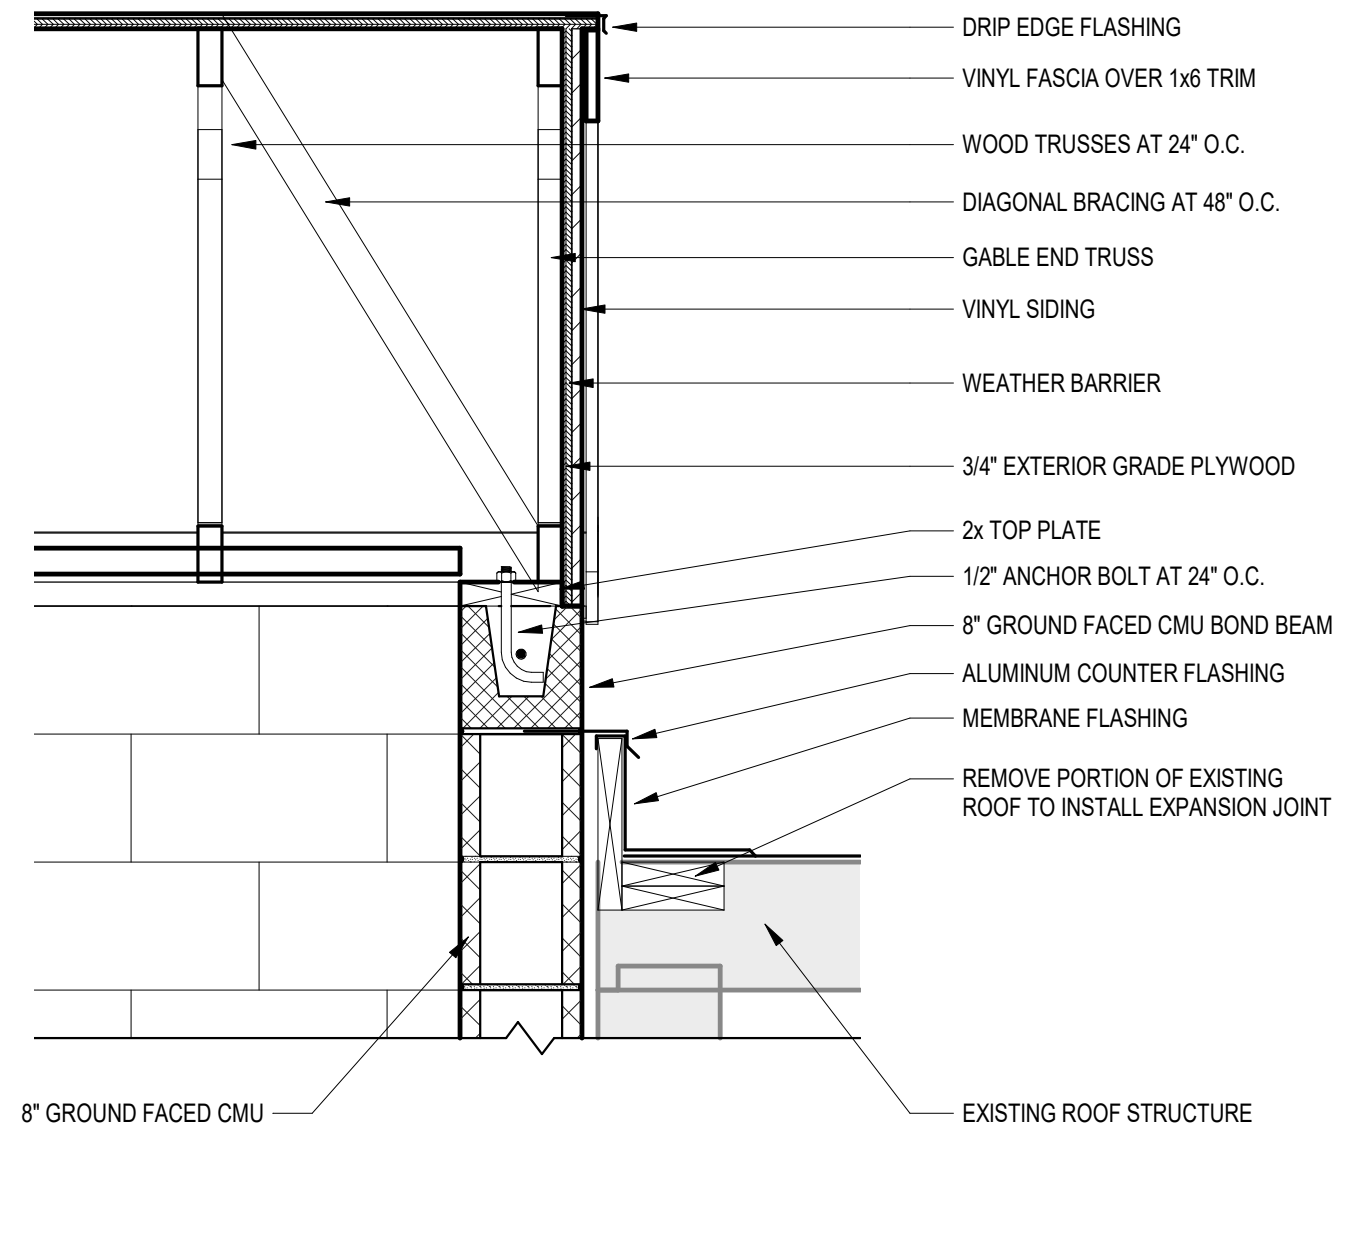 DRIP EDGE FLASHING
VINYL FASCIA OVER 1x6 TRIM
WOOD TRUSSES AT 24" O.C.
DIAGONAL BRACING AT 48" O.C.
GABLE END TRUSS
VINYL SIDING
WEATHER BARRIER
3/4" EXTERIOR GRADE PLYWOOD
2x TOP PLATE
1/2" ANCHOR BOLT AT 24" O.C.
8" GROUND FACED CMU BOND BEAM
ALUMINUM COUNTER FLASHING
MEMBRANE FLASHING
REMOVE PORTION OF EXISTING
ROOF TO INSTALL EXPANSION JOINT
8" GROUND FACED CMU
EXISTING ROOF STRUCTURE